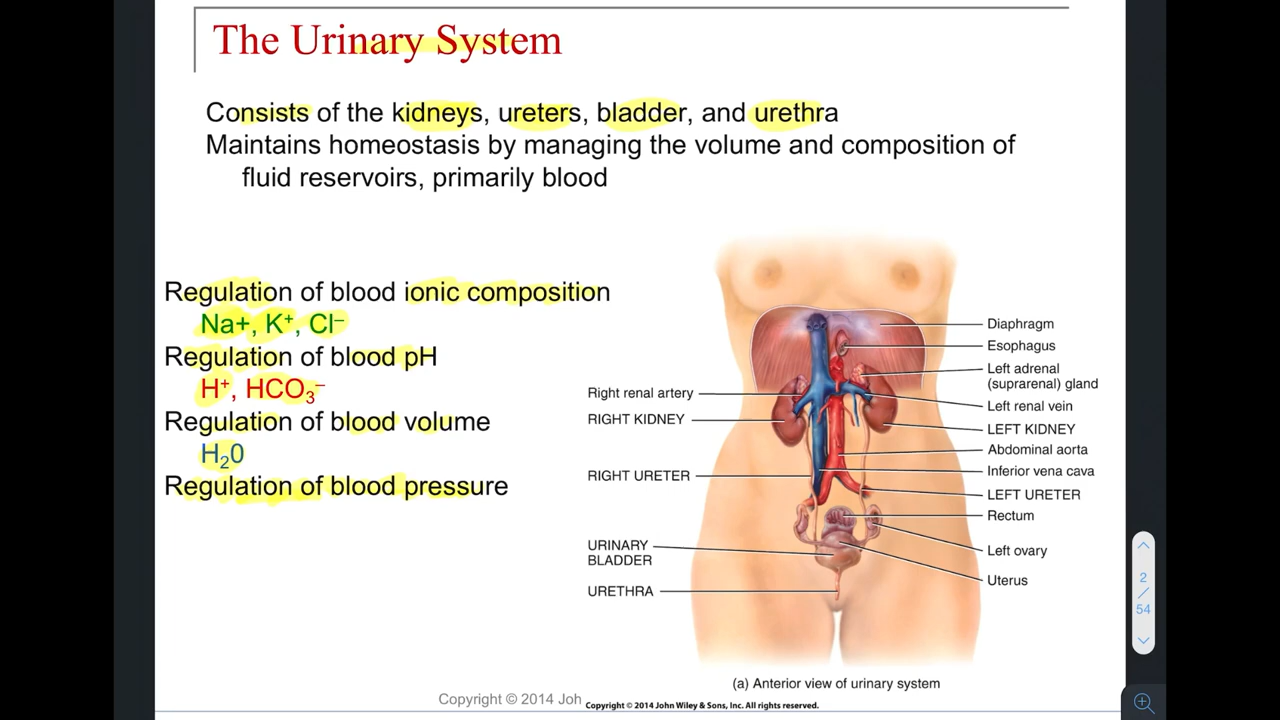 The Urinary System
Consists of the kidneys, ureters, bladder, and urethra
Maintains homeostasis by managing the volume and composition of
fluid reservoirs, primarily blood
Regulation of blood ionic composition
Na+, K⁺, Cl⁻
Regulation of blood pH
H⁺, HCO₃⁻
Regulation of blood volume
H₂0
Regulation of blood pressure
Right renal artery
RIGHT KIDNEY
RIGHT URETER
URINARY
BLADDER
URETHRA
Diaphragm
Esophagus
Left adrenal
(suprarenal) gland
Left renal vein
LEFT KIDNEY
Abdominal aorta
Inferior vena cava
LEFT URETER
Rectum
Left ovary
Uterus
(a) Anterior view of urinary system
Copyright © 2014 Joh
Copyright © 2014 John Wiley & Sons, Inc. All rights reserved.
2
/
54